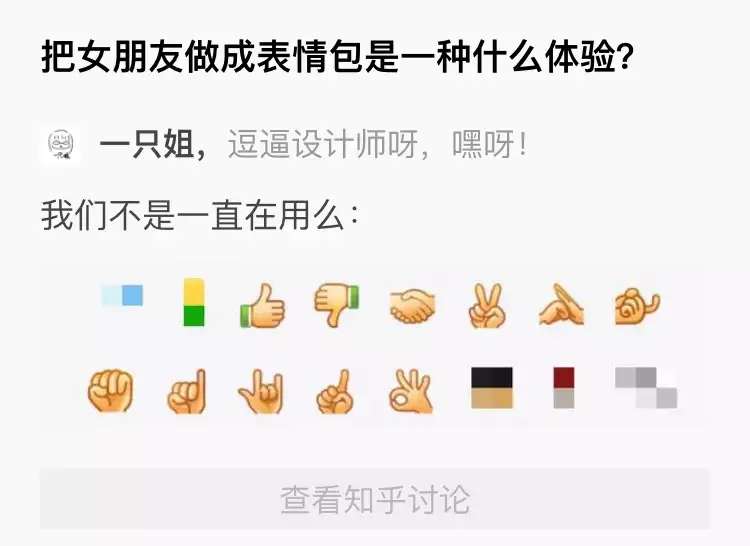 把女朋友做成表情包是一种什么体验？
一只姐，逗逼设计师呀，嘿呀！
我们不是一直在用么：
查看知乎讨论